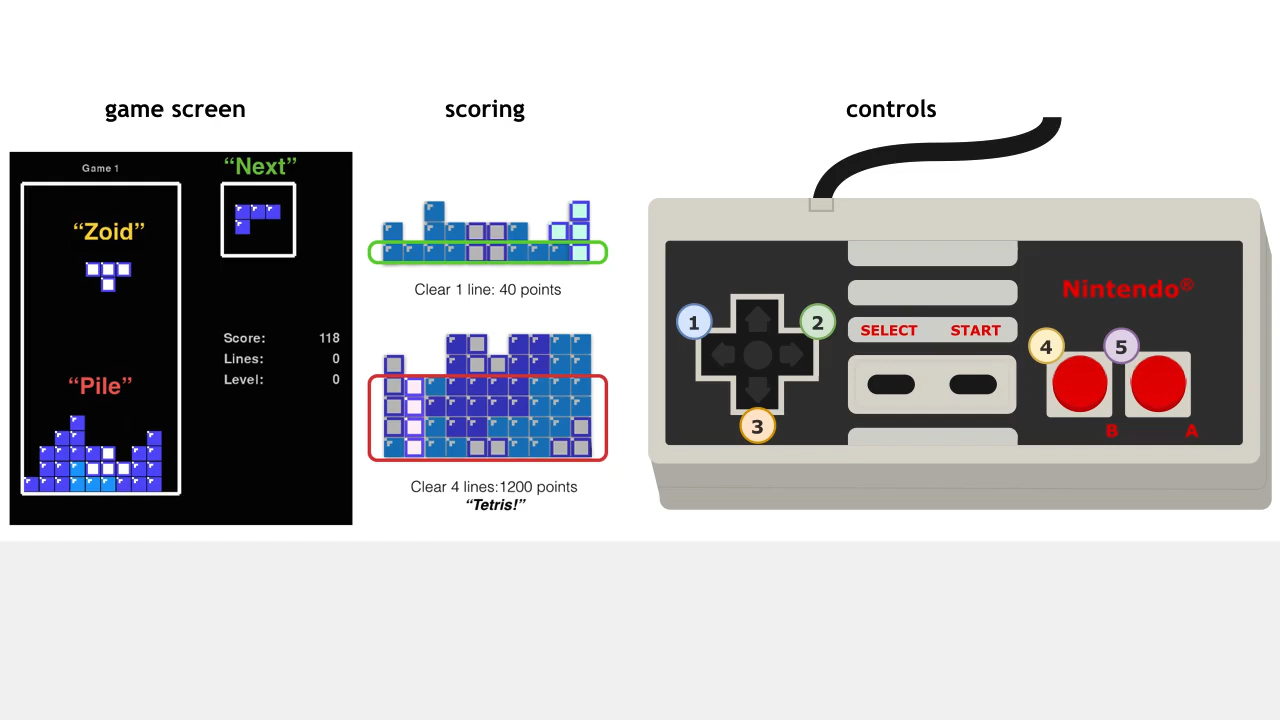 game screen
scoring
controls
Game 1
“Next”
“Zoid”
Score: 118
Lines: 0
Level: 0
“Pile”
Clear 1 line: 40 points
Clear 4 lines:1200 points
“Tetris!”
Nintendo®
1
2
SELECT START
4
5
3
B A